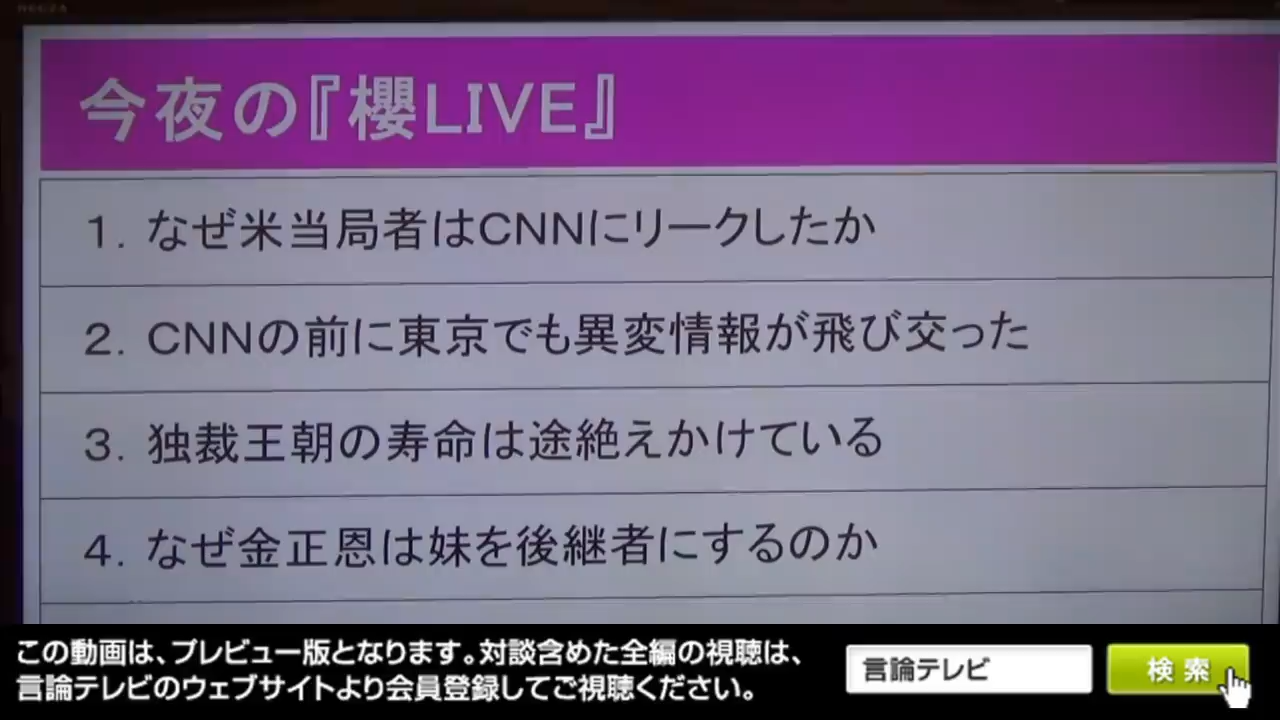 今夜の『櫻LIVE』
1. なぜ米当局者はCNNにリークしたか
2. CNNの前に東京でも異変情報が飛び交った
3. 独裁王朝の寿命は途絶えかけている
4. なぜ金正恩は妹を後継者にするのか
この動画は、プレビュー版となります。対談含めた全編の視聴は、
言論テレビのウェブサイトより会員登録してご視聴ください。
言論テレビ
検索